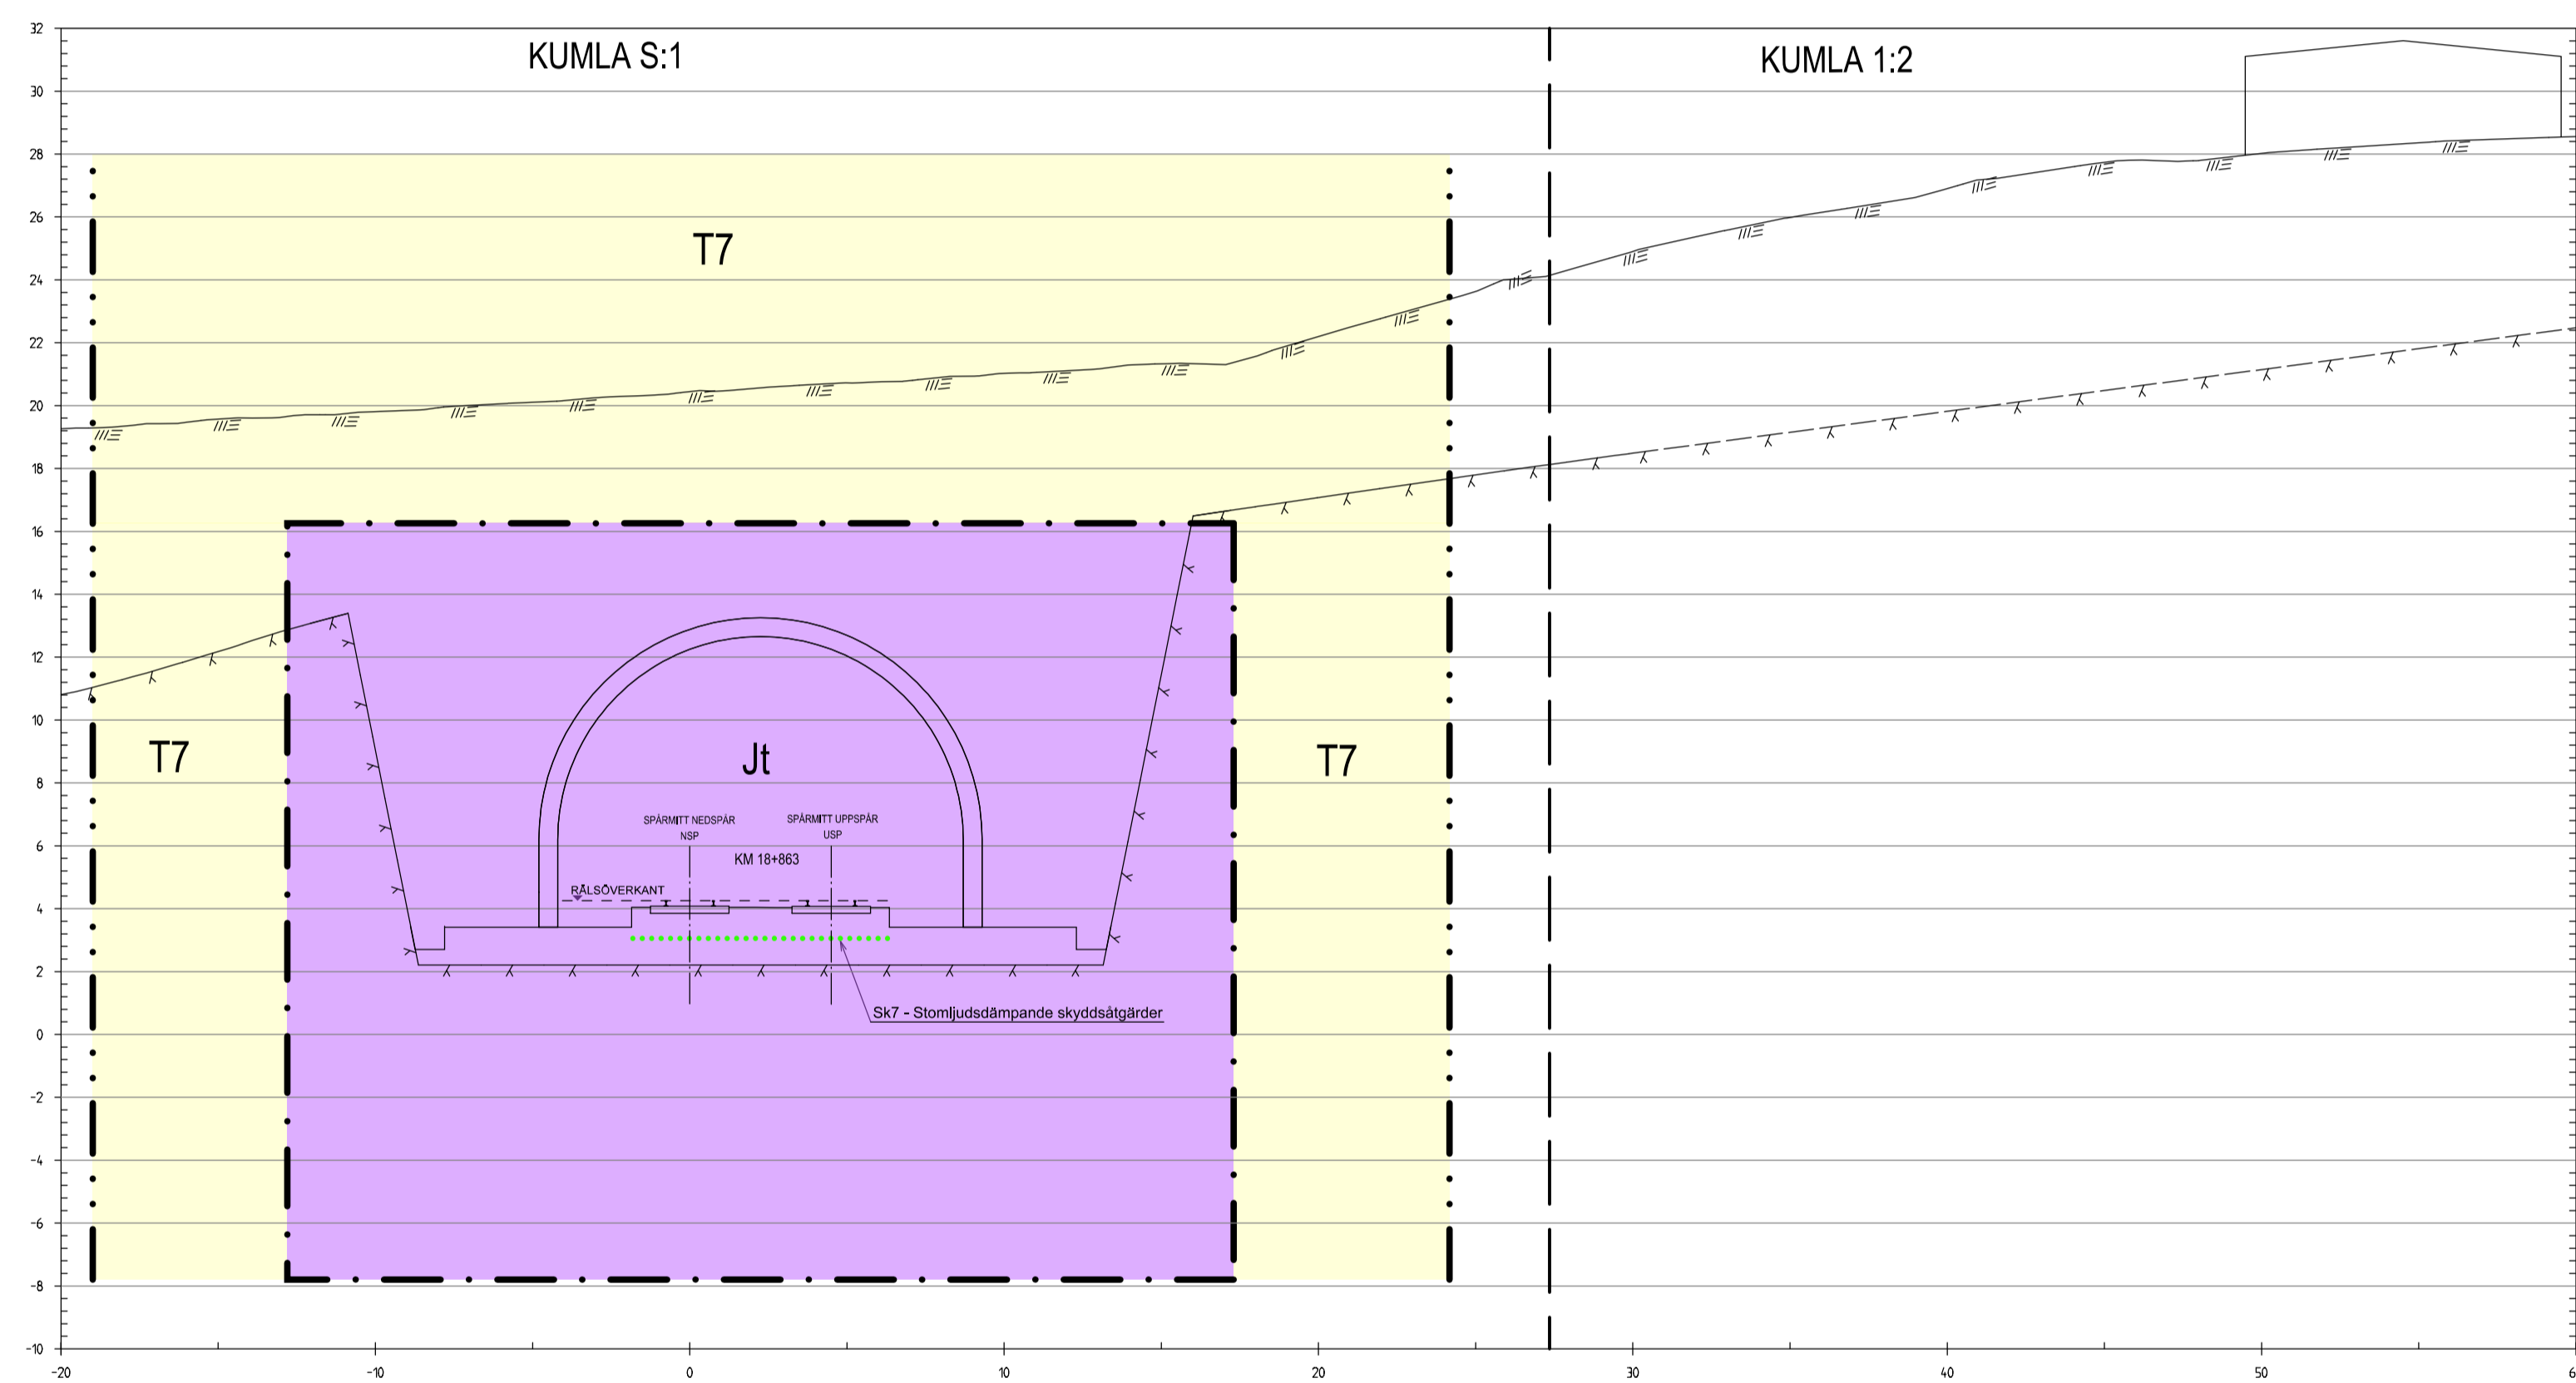 KUMLA S:1
KUMLA 1:2
T7
T7
Jt
T7
SPÅRMITT NEDSPÅR
NSP
SPÅRMITT UPPSPÅR
USP
KM 18+863
RÄLSÖVERKANT
Sk7 - Stomljudsdämpande skyddsåtgärder
32
30
28
26
24
22
20
18
16
14
12
10
8
6
4
2
0
-2
-4
-6
-8
-10
-20 -10 0 10 20 30 40 50 6